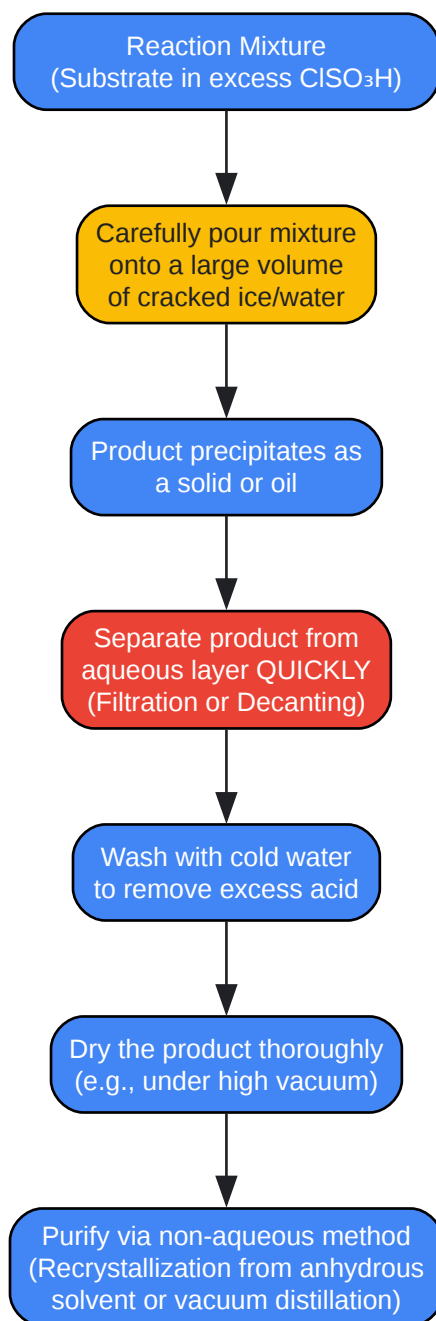 Reaction Mixture
(Substrate in excess ClSO₃H)
Carefully pour mixture
onto a large volume
of cracked ice/water
Product precipitates as
a solid or oil
Separate product from
aqueous layer QUICKLY
(Filtration or Decanting)
Wash with cold water
to remove excess acid
Dry the product thoroughly
(e.g., under high vacuum)
Purify via non-aqueous method
(Recrystallization from anhydrous
solvent or vacuum distillation)